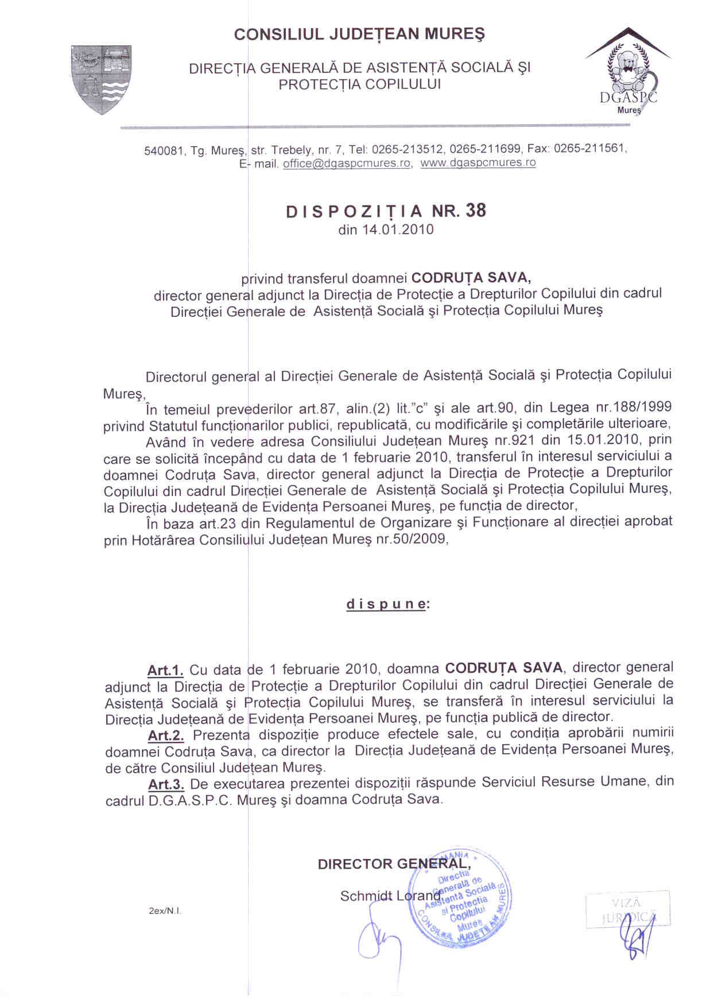 CONSILIUL JUDEȚEAN MUREŞ
DIRECȚIA GENERALĂ DE ASISTENȚĂ SOCIALĂ ŞI
PROTECȚIA COPILULUI
DGASPC
Mureş
540081, Tg. Mureş, str. Trebely, nr. 7, Tel: 0265-213512, 0265-211699, Fax: 0265-211561,
E- mail. office@dgaspcmures.ro, www.dgaspcmures.ro
D I S P O Z I Ț I A NR. 38
din 14.01.2010
privind transferul doamnei CODRUȚA SAVA,
director general adjunct la Direcția de Protecție a Drepturilor Copilului din cadrul
Direcției Generale de Asistență Socială şi Protecția Copilului Mureş
Directorul general al Direcției Generale de Asistență Socială şi Protecția Copilului
Mureş,
În temeiul prevederilor art.87, alin.(2) lit.”c” şi ale art.90, din Legea nr.188/1999
privind Statutul funcționarilor publici, republicată, cu modificările şi completările ulterioare,
Având în vedere adresa Consiliului Județean Mureş nr.921 din 15.01.2010, prin
care se solicită începând cu data de 1 februarie 2010, transferul în interesul serviciului a
doamnei Codruța Sava, director general adjunct la Direcția de Protecție a Drepturilor
Copilului din cadrul Direcției Generale de Asistență Socială şi Protecția Copilului Mureş,
la Direcția Județeană de Evidența Persoanei Mureş, pe funcția de director,
În baza art.23 din Regulamentul de Organizare şi Funcționare al direcției aprobat
prin Hotărârea Consiliului Județean Mureş nr.50/2009,
d i s p u n e:
Art.1. Cu data de 1 februarie 2010, doamna CODRUȚA SAVA, director general
adjunct la Direcția de Protecție a Drepturilor Copilului din cadrul Direcției Generale de
Asistență Socială şi Protecția Copilului Mureş, se transferă în interesul serviciului la
Direcția Județeană de Evidența Persoanei Mureş, pe funcția publică de director.
Art.2. Prezenta dispoziție produce efectele sale, cu condiția aprobării numirii
doamnei Codruța Sava, ca director la Direcția Județeană de Evidența Persoanei Mureş,
de către Consiliul Județean Mureş.
Art.3. De executarea prezentei dispoziții răspunde Serviciul Resurse Umane, din
cadrul D.G.A.S.P.C. Mureş şi doamna Codruța Sava.
DIRECTOR GENERAL,
Schmidt Lorand
* ROMANIA *
Directia
Generală de
Asistentă Socială
si Protectia
Copilului
Mures
CONSILIUL JUDETEAN MURES
2ex/N.I.
VIZĂ
JURIDICĂ